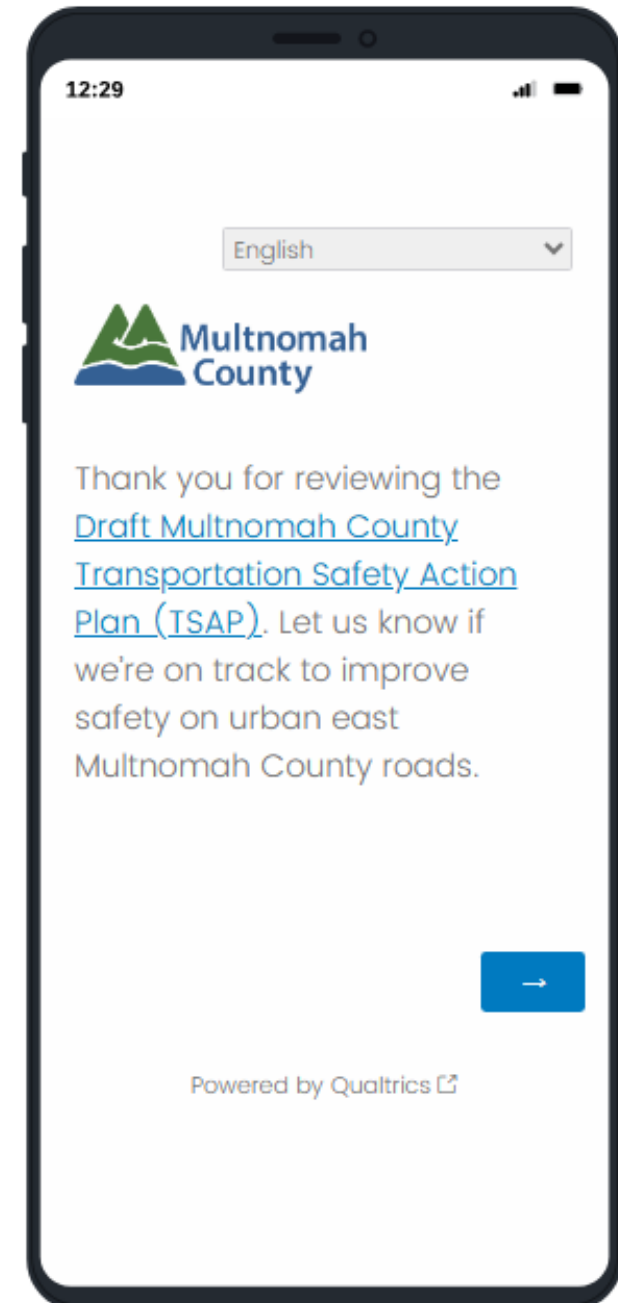 12:29
English
Multnomah
County
Thank you for reviewing the
Draft Multnomah County
Transportation Safety Action
Plan (TSAP). Let us know if
we're on track to improve
safety on urban east
Multnomah County roads.
→
Powered by Qualtrics